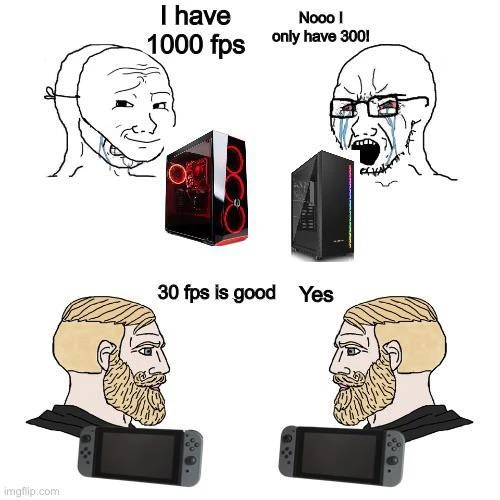 I have
1000 fps
Nooo I
only have 300!
30 fps is good
Yes
imgflip.com